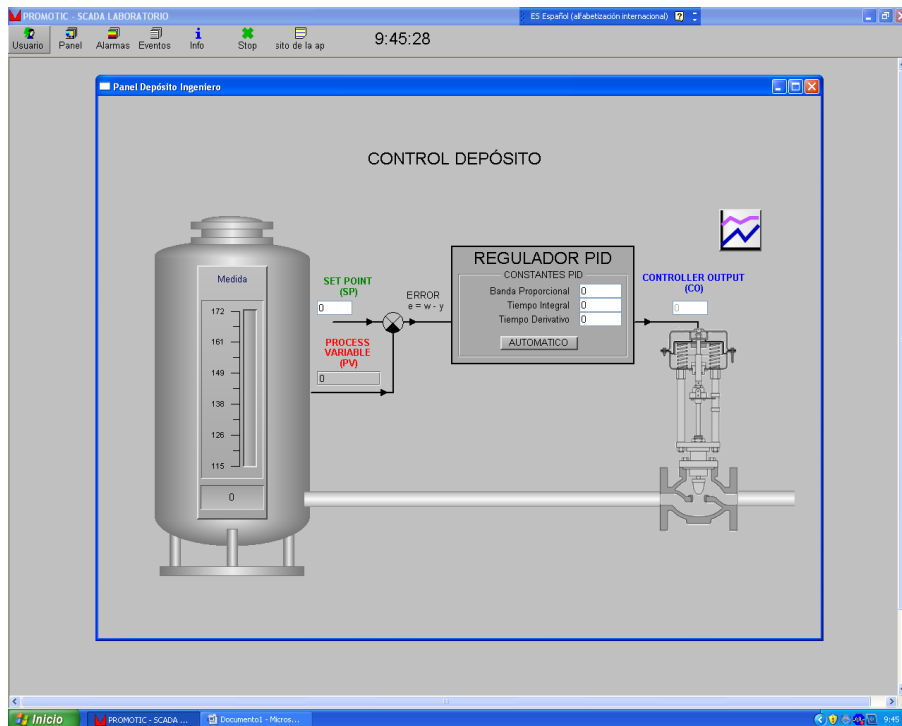 PROMOTIC - SCADA LABORATORIO
ES Español (alfabetización internacional)
Usuario Panel Alarmas Eventos Info Stop sito de la ap
9:45:28
Panel Depósito Ingeniero
CONTROL DEPÓSITO
Medida
172
161
149
138
126
115
0
SET POINT
(SP)
0
PROCESS
VARIABLE
(PV)
0
ERROR
e = w - y
REGULADOR PID
CONSTANTES PID
Banda Proporcional 0
Tiempo Integral 0
Tiempo Derivativo 0
AUTOMATICO
CONTROLLER OUTPUT
(CO)
0
Inicio PROMOTIC - SCADA ... Documento1 - Micros... 9:45